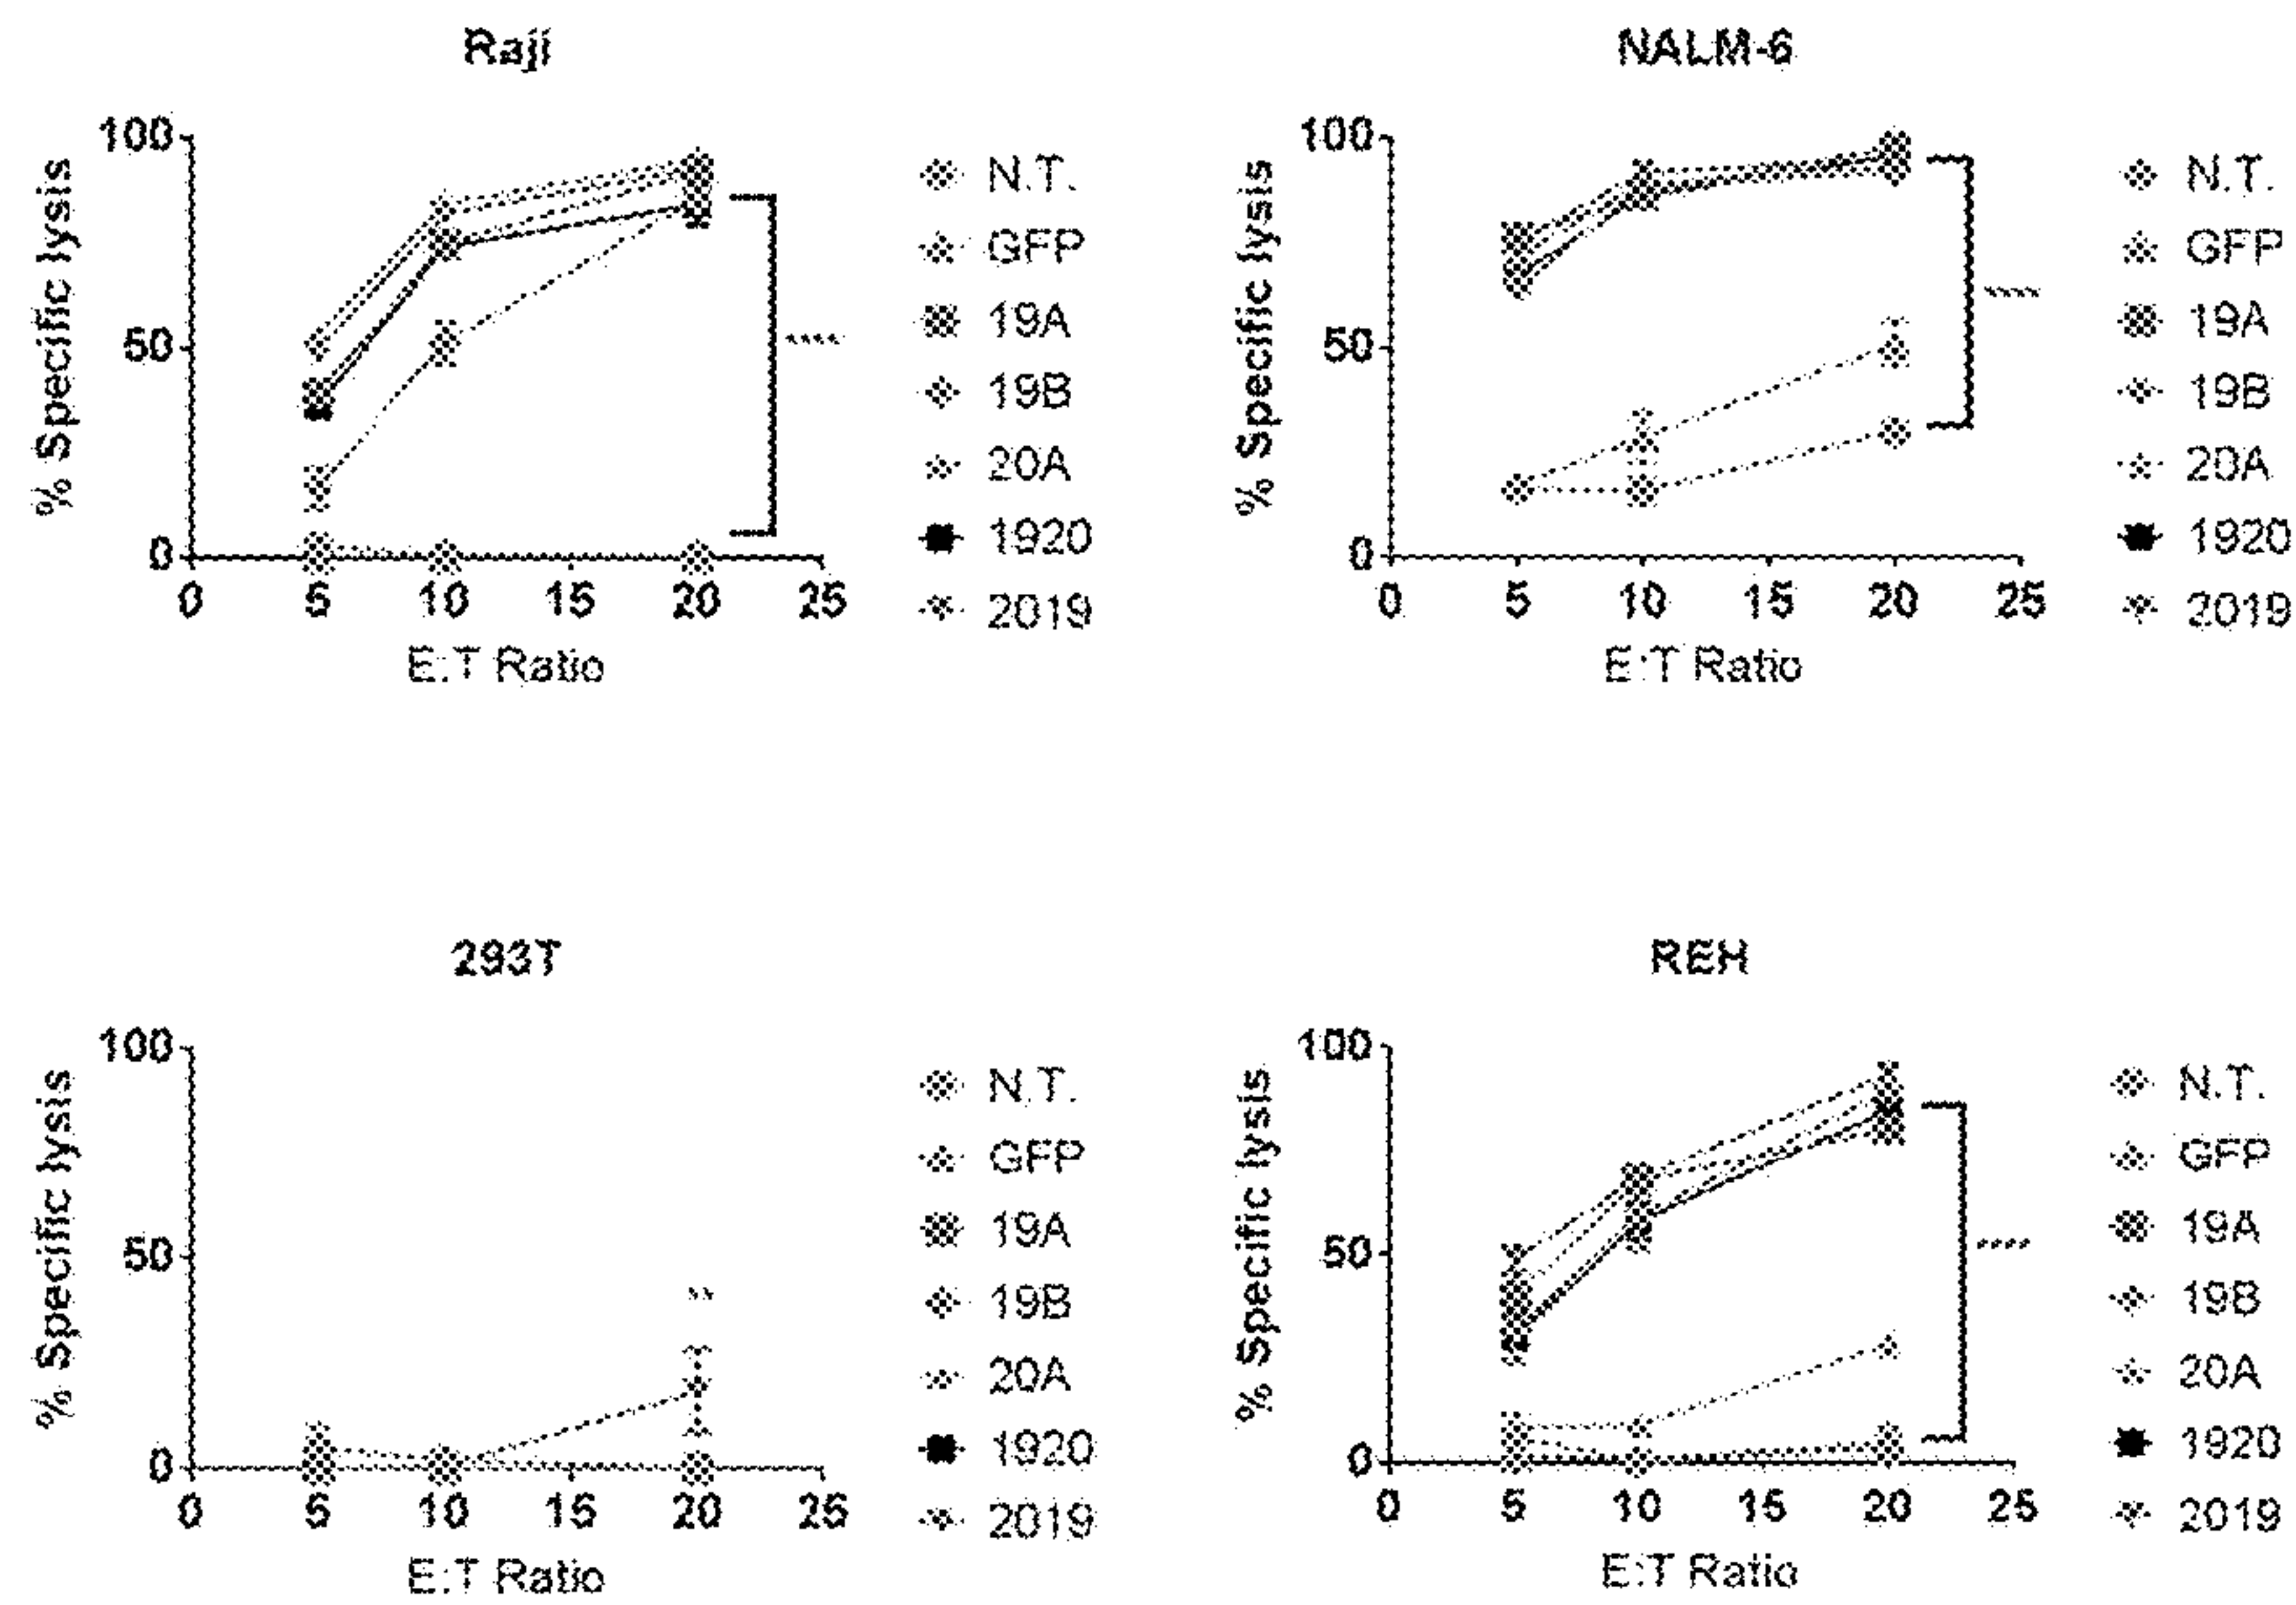 Raji
NALM-6
% Specific lysis
100
50
0
0 5 10 15 20 25
E:T Ratio
N.T.
GFP
19A
19B
20A
1920
2019
****
% Specific lysis
100
50
0
0 5 10 15 20 25
E:T Ratio
N.T.
GFP
19A
19B
20A
1920
2019
****
293T
REH
% Specific lysis
100
50
0
0 5 10 15 20 25
E:T Ratio
N.T.
GFP
19A
19B
20A
1920
2019
% Specific lysis
100
50
0
0 5 10 15 20 25
E:T Ratio
N.T.
GFP
19A
19B
20A
1920
2019
****